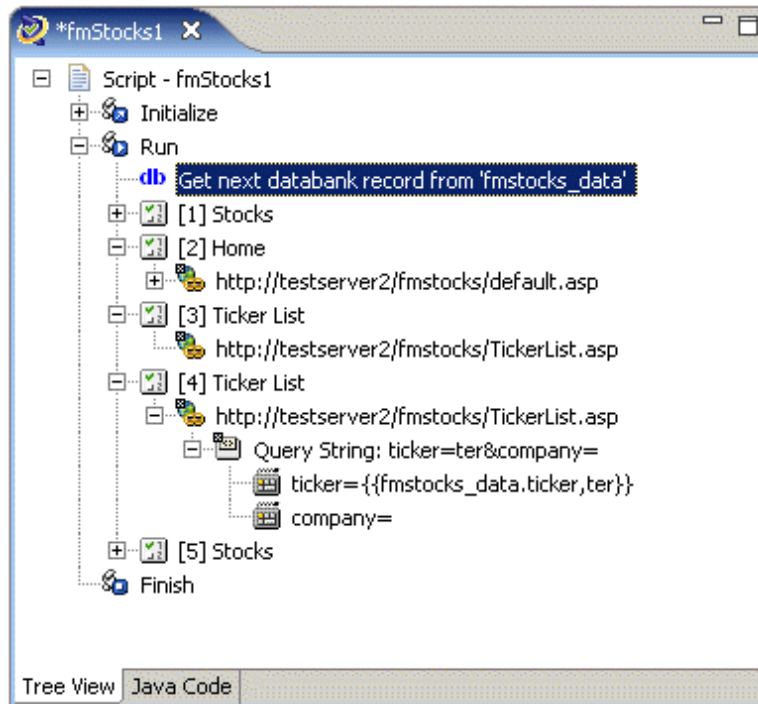 *fmStocks1
Script - fmStocks1
Initialize
Run
db Get next databank record from 'fmstocks_data'
[1] Stocks
[2] Home
http://testserver2/fmstocks/default.asp
[3] Ticker List
http://testserver2/fmstocks/TickerList.asp
[4] Ticker List
http://testserver2/fmstocks/TickerList.asp
Query String: ticker=ter&company=
ticker={{fmstocks_data.ticker,ter}}
company=
[5] Stocks
Finish
Tree View Java Code